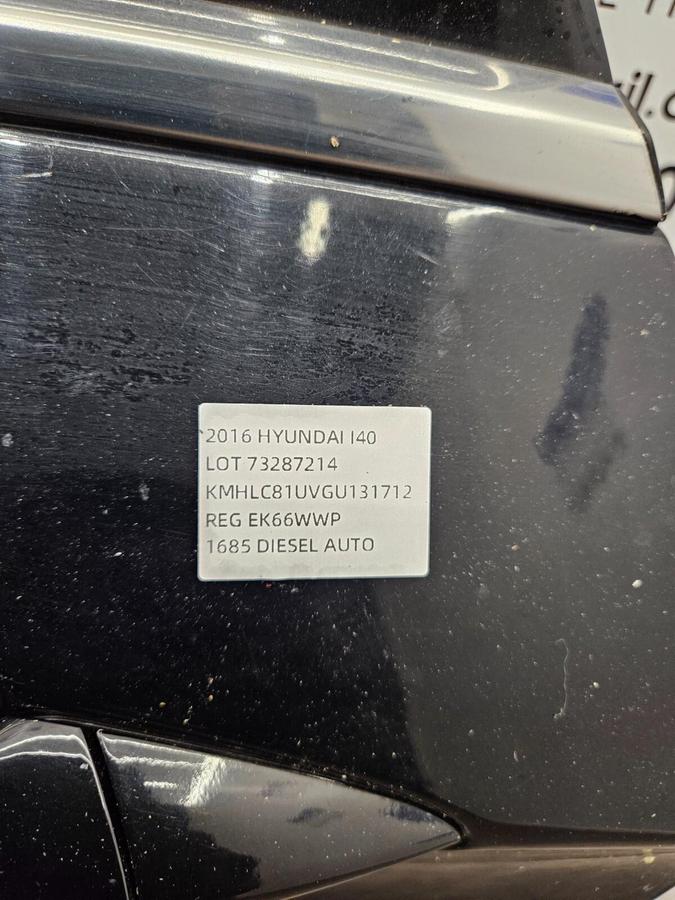 2016 HYUNDAI I40
LOT 73287214
KMHLC81UVGU131712
REG EK66WWP
1685 DIESEL AUTO